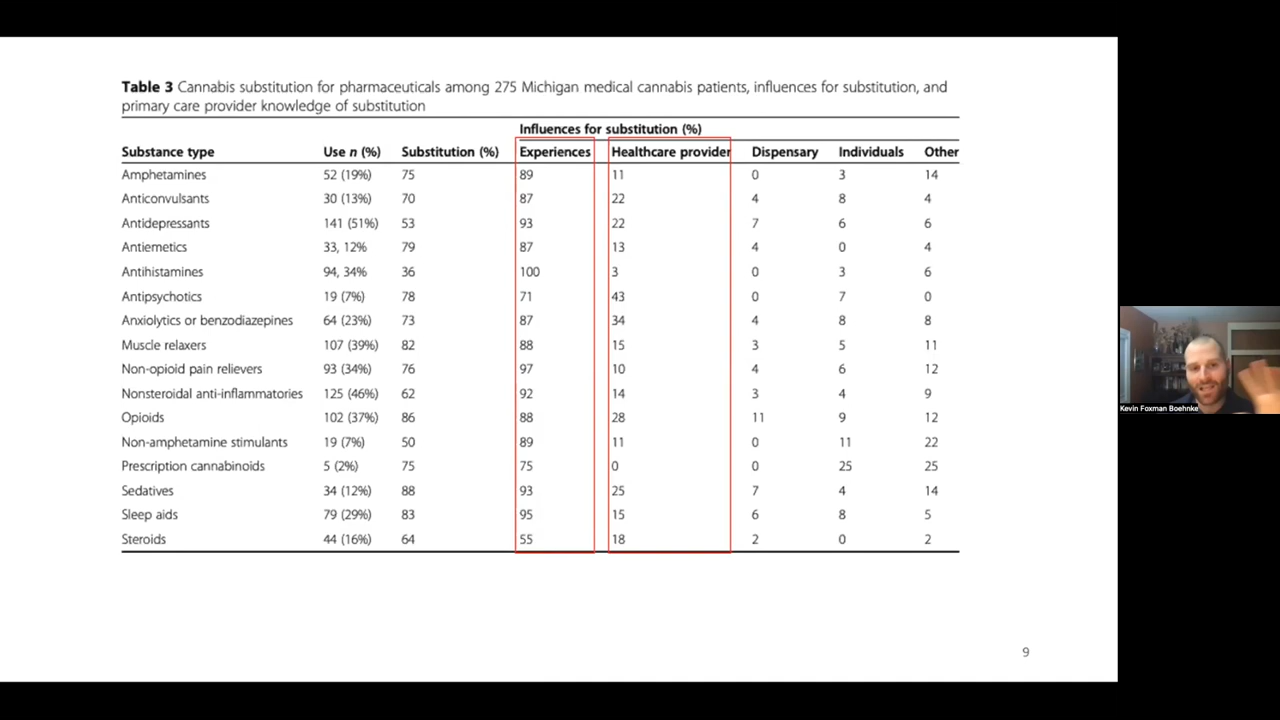 Table 3 Cannabis substitution for pharmaceuticals among 275 Michigan medical cannabis patients, influences for substitution, and
primary care provider knowledge of substitution
Influences for substitution (%)
Substance type Use n (%) Substitution (%) Experiences Healthcare provider Dispensary Individuals Other
Amphetamines 52 (19%) 75 89 11 0 3 14
Anticonvulsants 30 (13%) 70 87 22 4 8 4
Antidepressants 141 (51%) 53 93 22 7 6 6
Antiemetics 33, 12% 79 87 13 4 0 4
Antihistamines 94, 34% 36 100 3 0 3 6
Antipsychotics 19 (7%) 78 71 43 0 7 0
Anxiolytics or benzodiazepines 64 (23%) 73 87 34 4 8 8
Muscle relaxers 107 (39%) 82 88 15 3 5 11
Non-opioid pain relievers 93 (34%) 76 97 10 4 6 12
Nonsteroidal anti-inflammatories 125 (46%) 62 92 14 3 4 9
Opioids 102 (37%) 86 88 28 11 9 12
Non-amphetamine stimulants 19 (7%) 50 89 11 0 11 22
Prescription cannabinoids 5 (2%) 75 75 0 0 25 25
Sedatives 34 (12%) 88 93 25 7 4 14
Sleep aids 79 (29%) 83 95 15 6 8 5
Steroids 44 (16%) 64 55 18 2 0 2
Kevin Foxman Boehnke
9